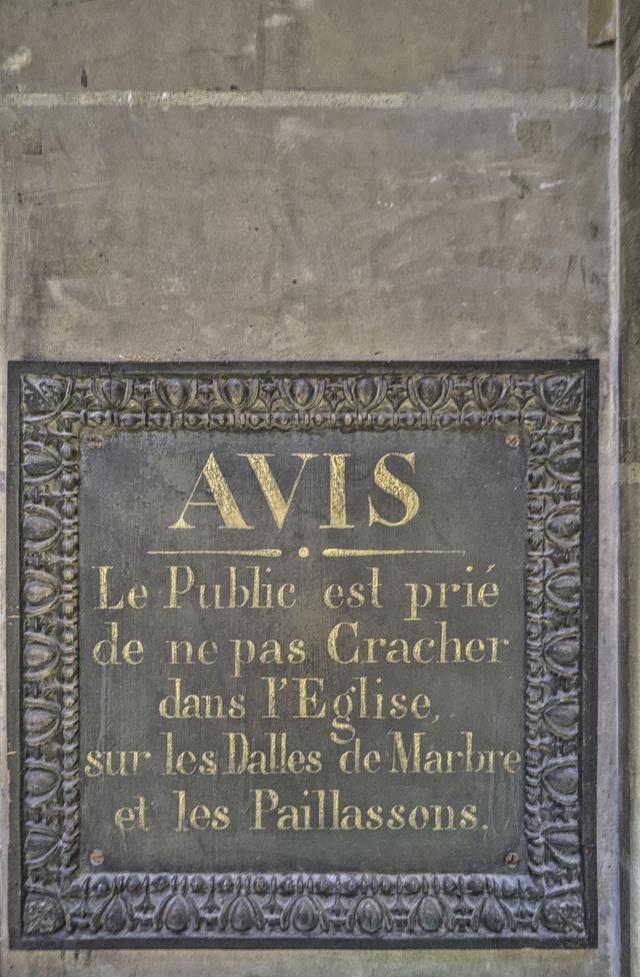 AVIS
Le Public est prié
de ne pas Cracher
dans l'Eglise,
sur les Dalles de Marbre
et les Paillassons.